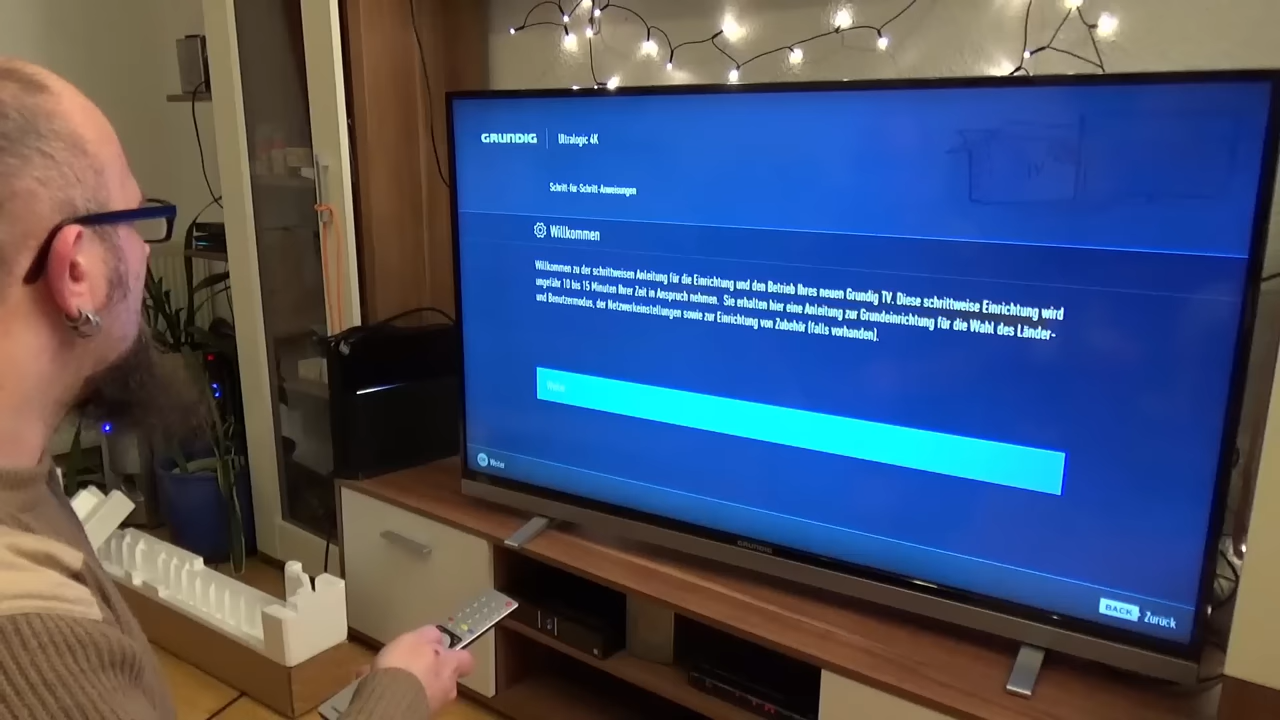 GRUNDIG
Ultralogic 4K
Schritt-für-Schritt-Anweisungen
Willkommen
Willkommen zu der schrittweisen Anleitung für die Einrichtung und den Betrieb Ihres neuen Grundig TV. Diese schrittweise Einrichtung wird
ungefähr 10 bis 15 Minuten Ihrer Zeit in Anspruch nehmen. Sie erhalten hier eine Anleitung zur Grundeinrichtung für die Wahl des Länder-
und Benutzermodus, der Netzwerkeinstellungen sowie zur Einrichtung von Zubehör (falls vorhanden).
Weiter
OK Weiter
BACK Zurück
GRUNDIG